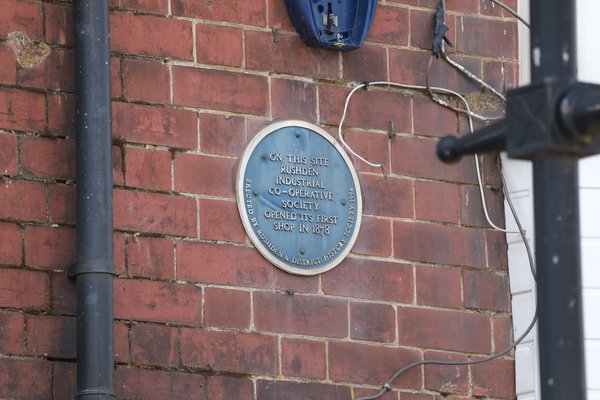 ON THIS SITE
RUSHDEN
INDUSTRIAL
CO-OPERATIVE
SOCIETY
OPENED ITS FIRST
SHOP IN 1878
ERECTED BY RUSHDEN & DISTRICT HISTORY SOCIETY 1704